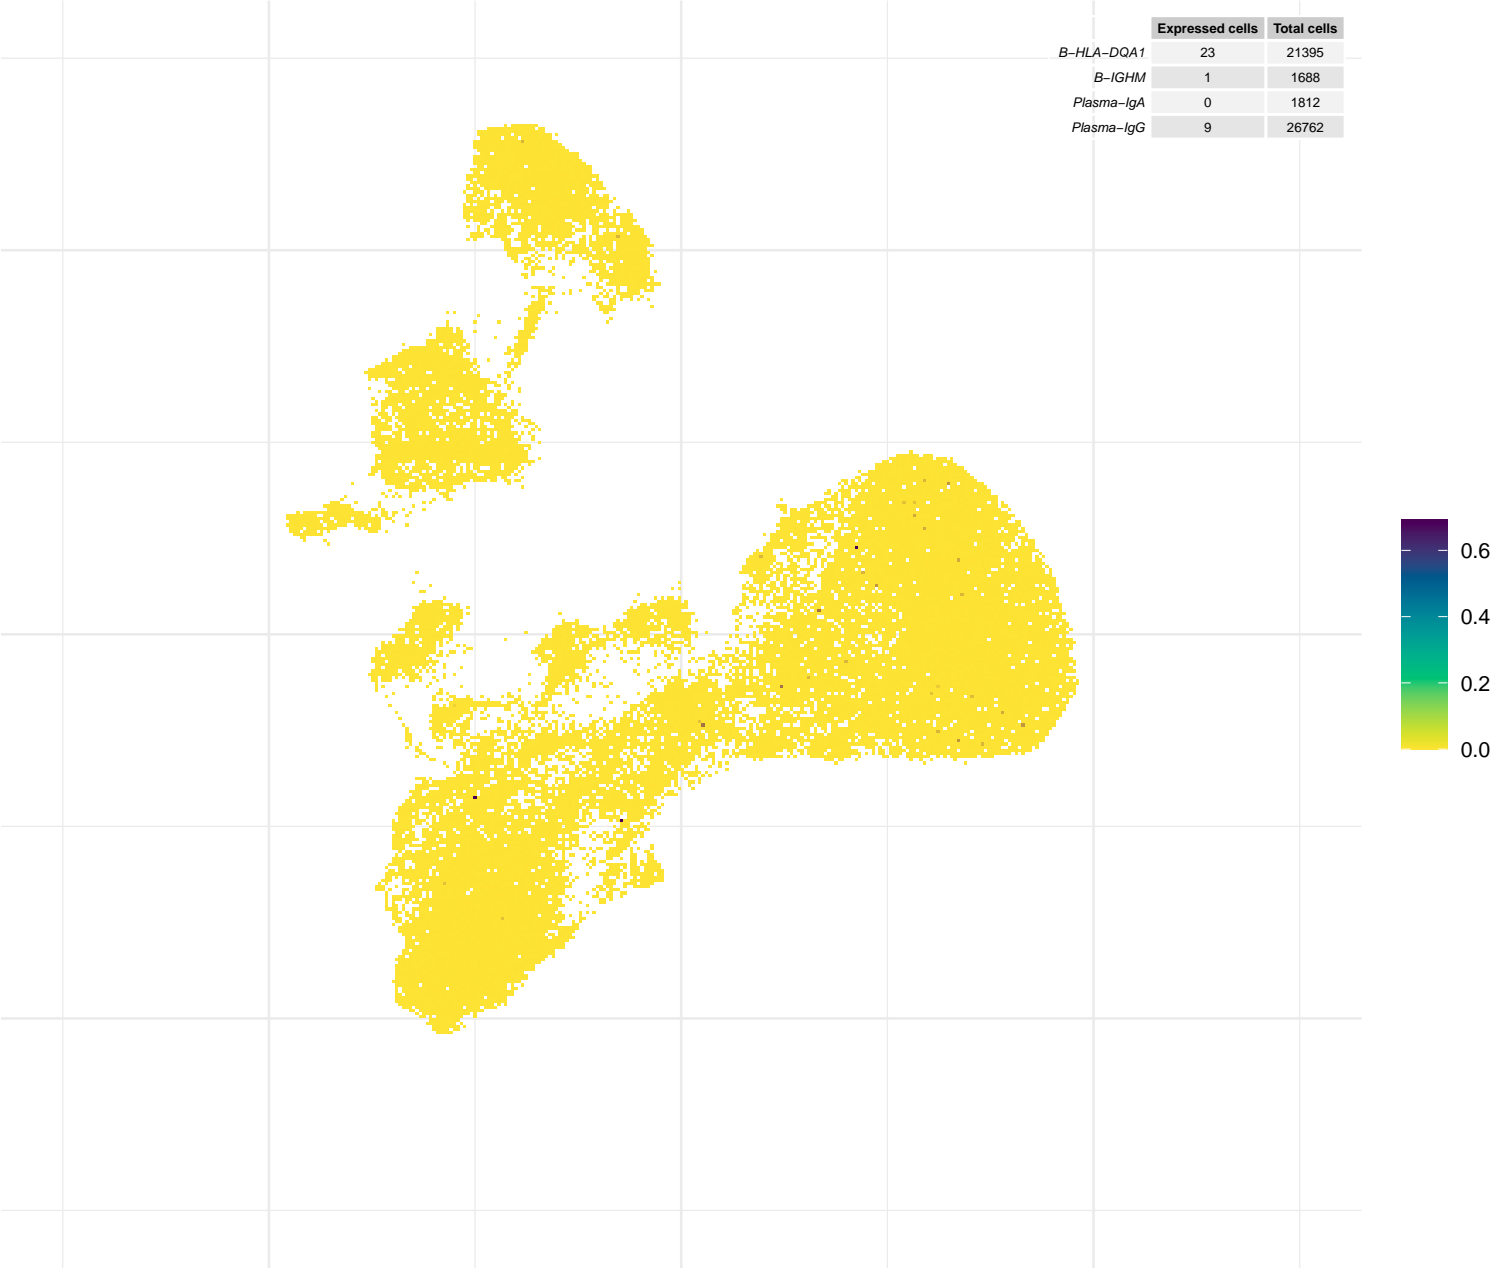 Expressed cells Total cells
B−HLA−DQA1 23 21395
B−IGHM 1 1688
Plasma−IgA 0 1812
Plasma−IgG 9 26762
0.6
0.4
0.2
0.0